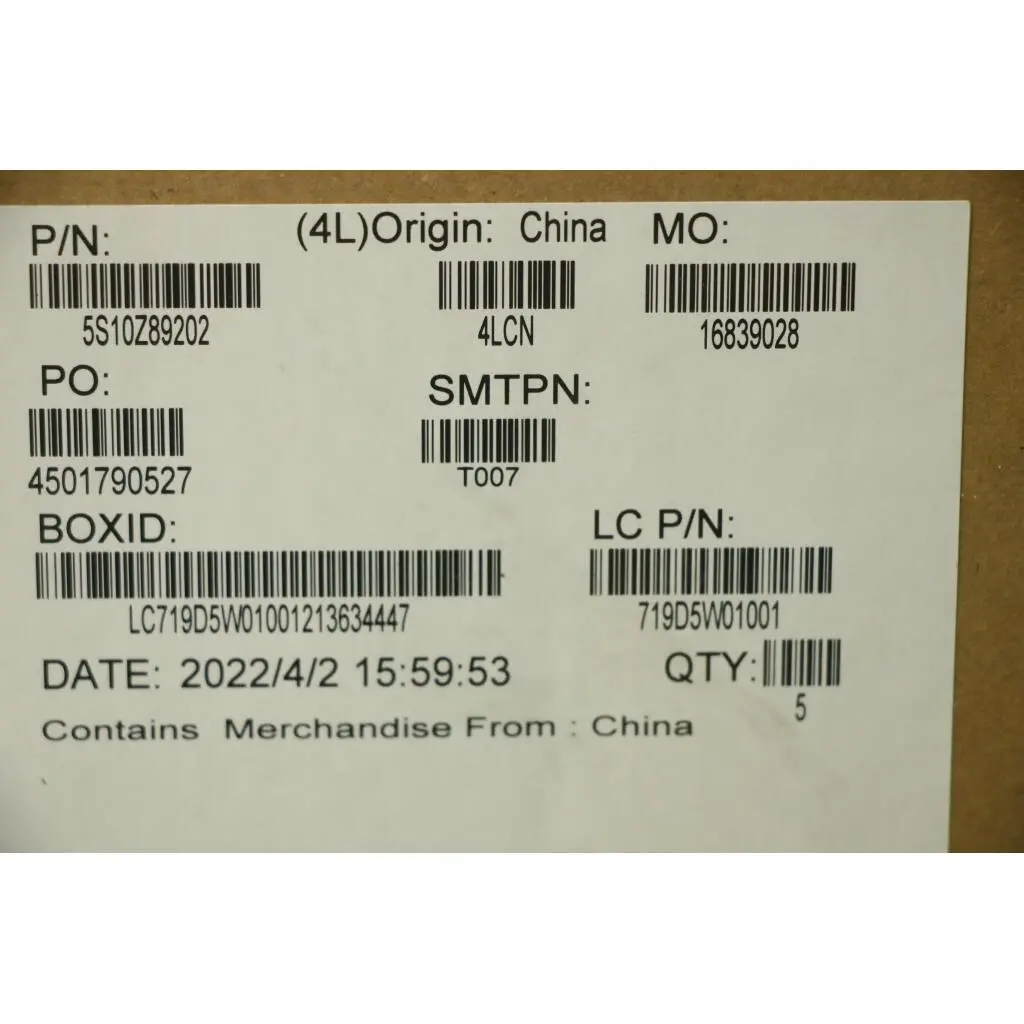 P/N: (4L)Origin: China MO:
5S10Z89202 4LCN 16839028
PO: SMTPN:
4501790527 T007
BOXID: LC P/N:
LC719D5W01001213634447 719D5W01001
DATE: 2022/4/2 15:59:53 QTY:
5
Contains Merchandise From : China